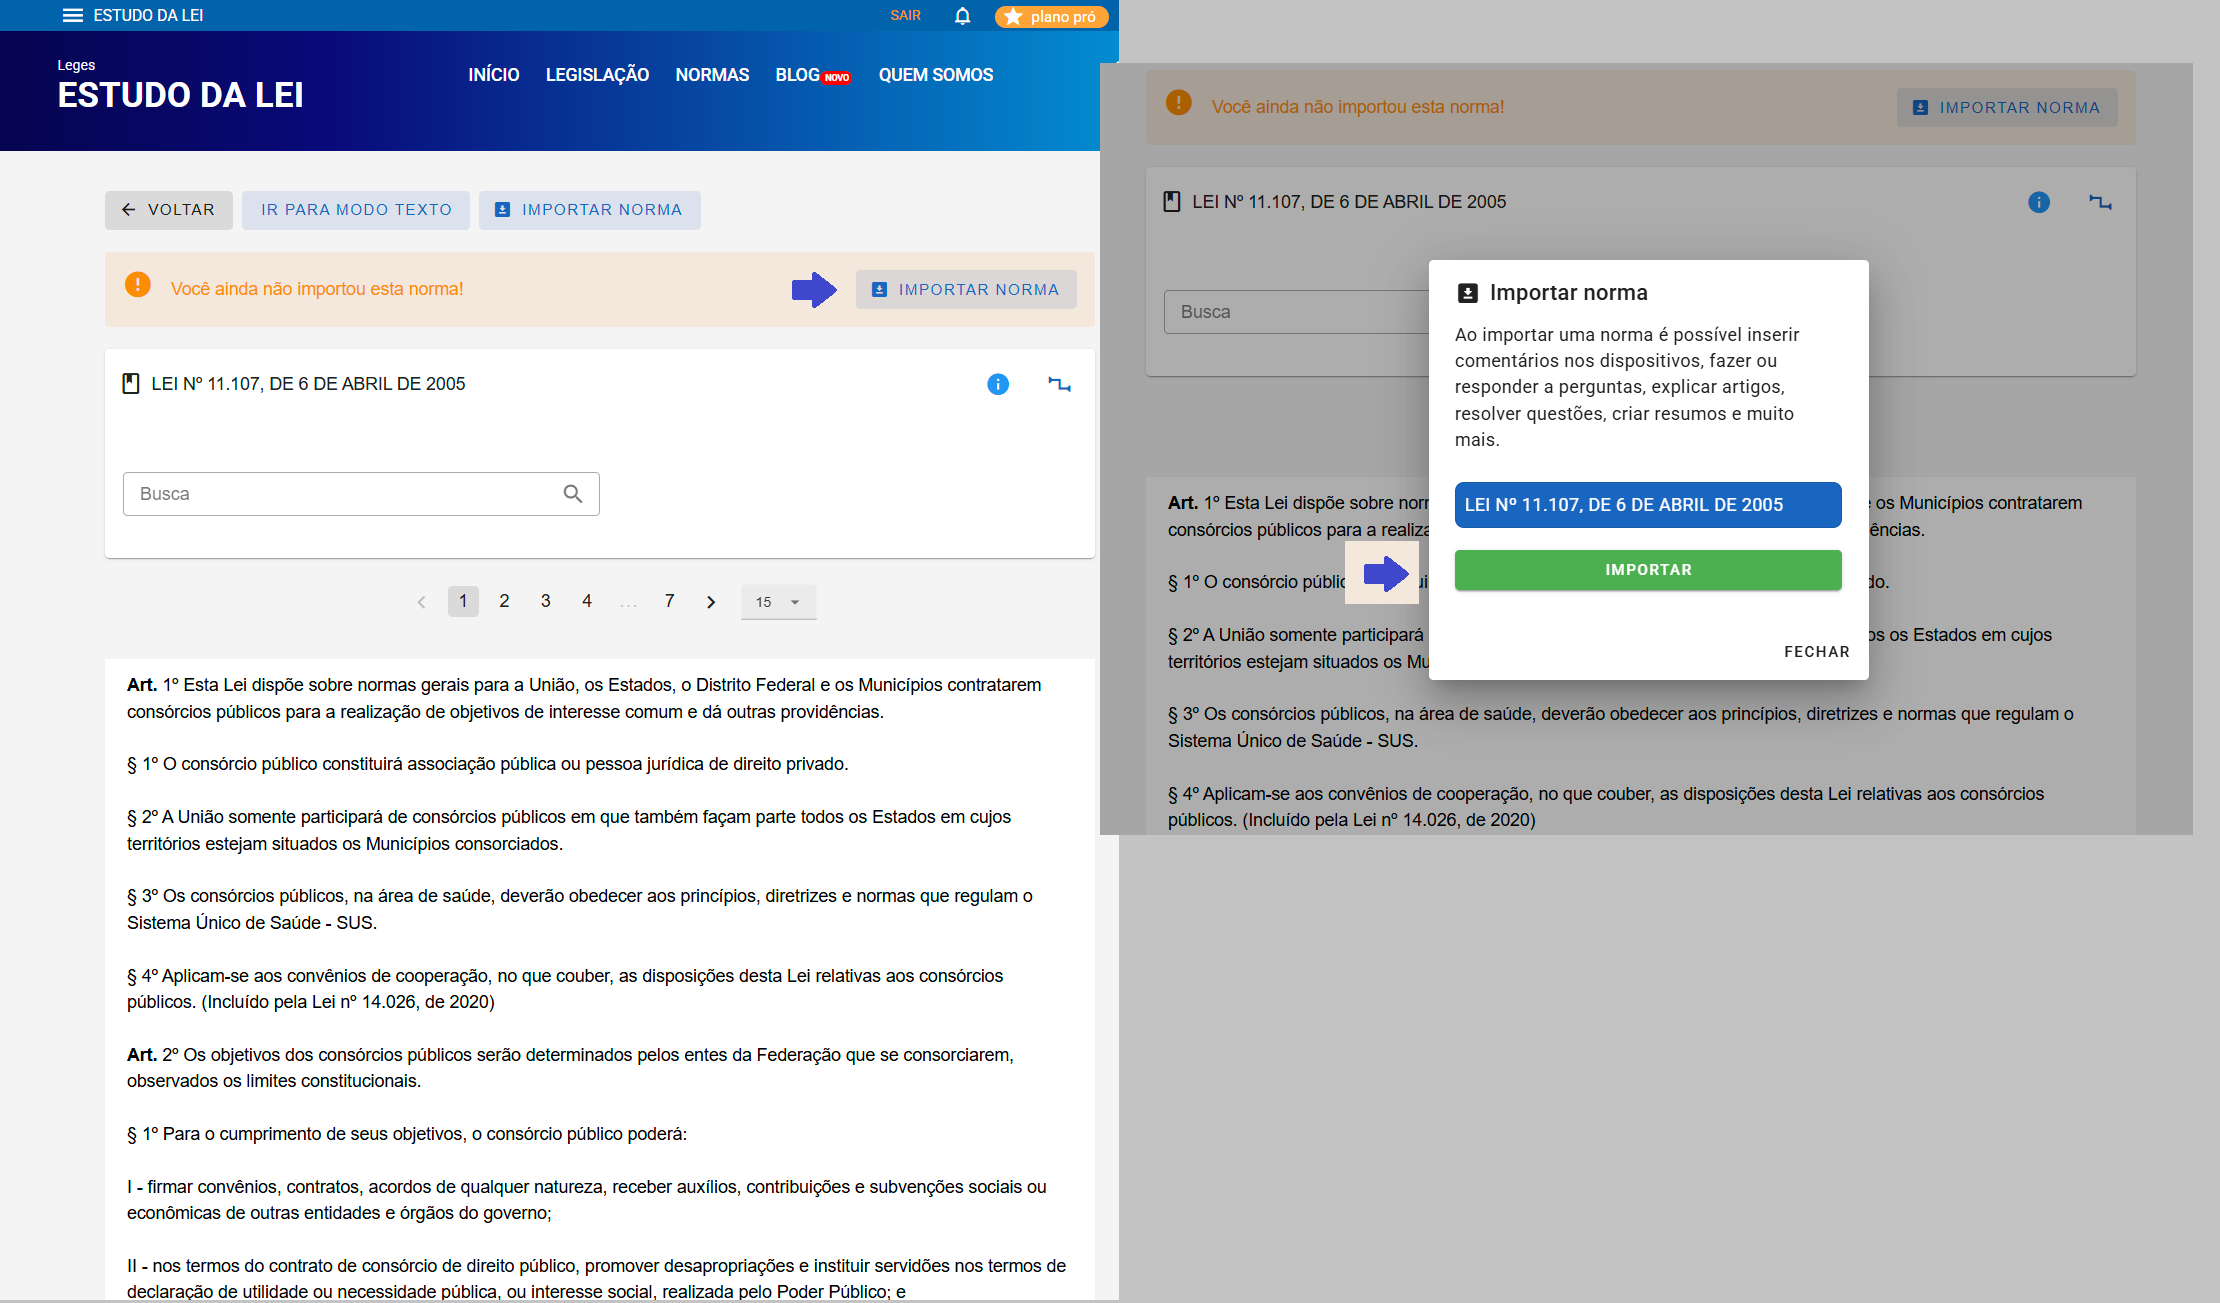 ESTUDO DA LEI
SAIR
plano pró
Leges
ESTUDO DA LEI
INÍCIO
LEGISLAÇÃO
NORMAS
BLOG NOVO
QUEM SOMOS
VOLTAR
IR PARA MODO TEXTO
IMPORTAR NORMA
Você ainda não importou esta norma!
IMPORTAR NORMA
LEI Nº 11.107, DE 6 DE ABRIL DE 2005
Busca
1 2 3 4 ... 7
15
Art. 1º Esta Lei dispõe sobre normas gerais para a União, os Estados, o Distrito Federal e os Municípios contratarem
consórcios públicos para a realização de objetivos de interesse comum e dá outras providências.
§ 1º O consórcio público constituirá associação pública ou pessoa jurídica de direito privado.
§ 2º A União somente participará de consórcios públicos em que também façam parte todos os Estados em cujos
territórios estejam situados os Municípios consorciados.
§ 3º Os consórcios públicos, na área de saúde, deverão obedecer aos princípios, diretrizes e normas que regulam o
Sistema Único de Saúde - SUS.
§ 4º Aplicam-se aos convênios de cooperação, no que couber, as disposições desta Lei relativas aos consórcios
públicos. (Incluído pela Lei nº 14.026, de 2020)
Art. 2º Os objetivos dos consórcios públicos serão determinados pelos entes da Federação que se consorciarem,
observados os limites constitucionais.
§ 1º Para o cumprimento de seus objetivos, o consórcio público poderá:
I - firmar convênios, contratos, acordos de qualquer natureza, receber auxílios, contribuições e subvenções sociais ou
econômicas de outras entidades e órgãos do governo;
II - nos termos do contrato de consórcio de direito público, promover desapropriações e instituir servidões nos termos de
declaração de utilidade ou necessidade pública, ou interesse social, realizada pelo Poder Público; e
Você ainda não importou esta norma!
IMPORTAR NORMA
LEI Nº 11.107, DE 6 DE ABRIL DE 2005
Busca
Importar norma
Ao importar uma norma é possível inserir
comentários nos dispositivos, fazer ou
responder a perguntas, explicar artigos,
resolver questões, criar resumos e muito
mais.
LEI Nº 11.107, DE 6 DE ABRIL DE 2005
IMPORTAR
FECHAR
Art. 1º Esta Lei dispõe sobre os Municípios contratarem
consórcios públicos para a
§ 1º O consórcio
§ 2º A União somente participará os Estados em cujos
territórios estejam situados os
§ 3º Os consórcios públicos, na área de saúde, deverão obedecer aos princípios, diretrizes e normas que regulam o
Sistema Único de Saúde - SUS.
§ 4º Aplicam-se aos convênios de cooperação, no que couber, as disposições desta Lei relativas aos consórcios
públicos. (Incluído pela Lei nº 14.026, de 2020)